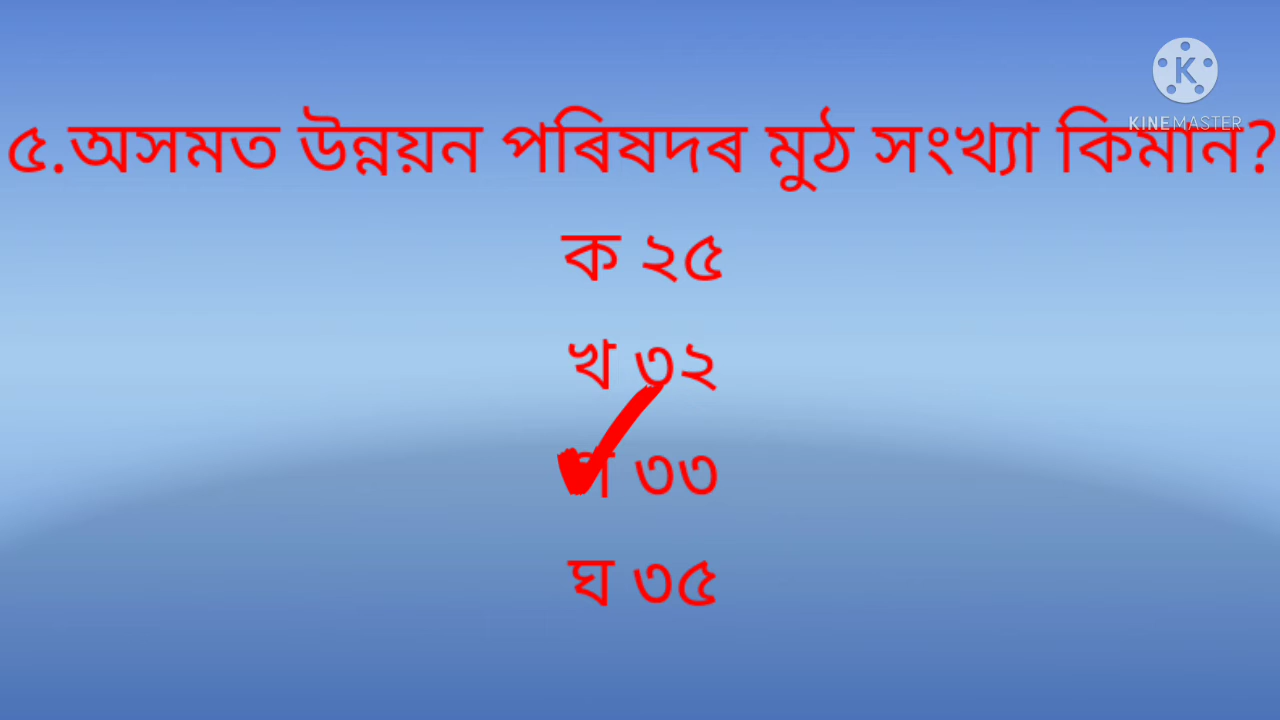 K
KINEMASTER
৫.অসমত উন্নয়ন পৰিষদৰ মুঠ সংখ্যা কিমান?
ক ২৫
খ ৩২
গ ৩৩
ঘ ৩৫